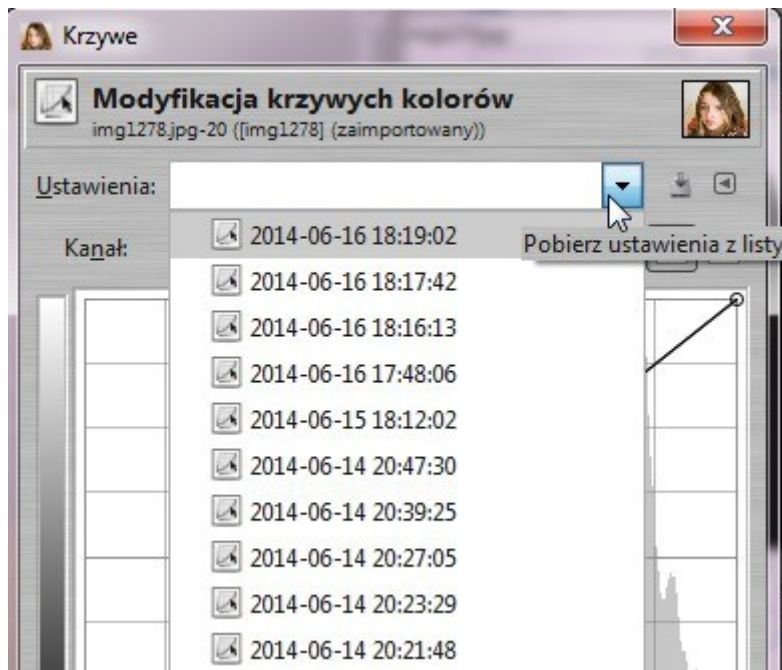 Krzywe
Modyfikacja krzywych kolorów
img1278.jpg-20 ([img1278] (zaimportowany))
Ustawienia:
2014-06-16 18:19:02
Pobierz ustawienia z listy
Kanał:
2014-06-16 18:17:42
2014-06-16 18:16:13
2014-06-16 17:48:06
2014-06-15 18:12:02
2014-06-14 20:47:30
2014-06-14 20:39:25
2014-06-14 20:27:05
2014-06-14 20:23:29
2014-06-14 20:21:48